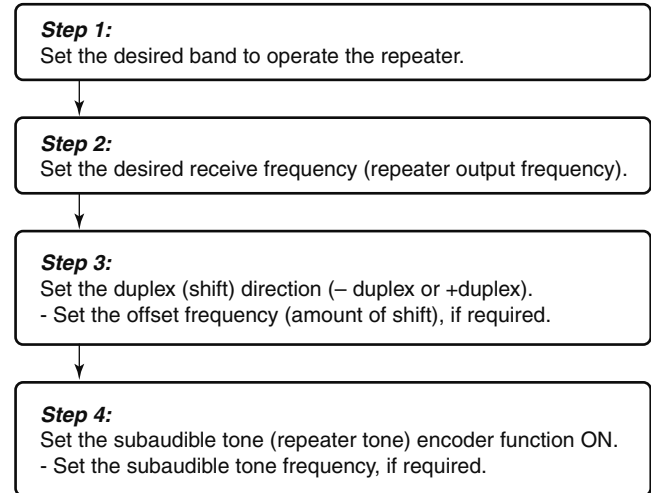 Step 1:
Set the desired band to operate the repeater.
Step 2:
Set the desired receive frequency (repeater output frequency).
Step 3:
Set the duplex (shift) direction (– duplex or +duplex).
- Set the offset frequency (amount of shift), if required.
Step 4:
Set the subaudible tone (repeater tone) encoder function ON.
- Set the subaudible tone frequency, if required.